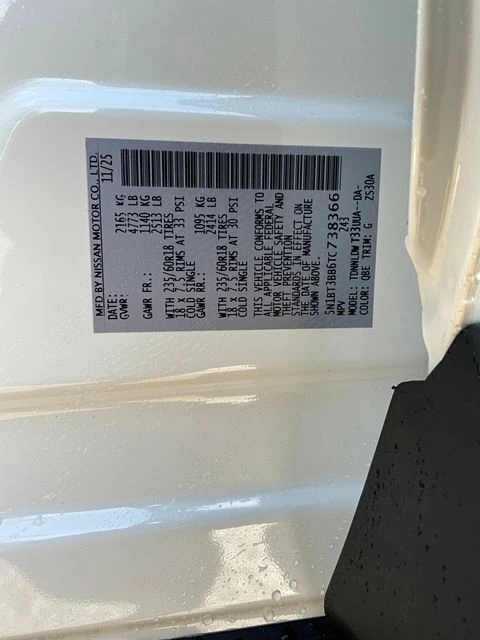 MFD BY NISSAN MOTOR CO., LTD.
DATE: 11/25
GVWR: 2165 KG
4773 LB
GAWR FR.: 1140 KG
2513 LB
WITH 235/60R18 TIRES
18 X 7.5 RIMS AT 33 PSI
COLD SINGLE
GAWR RR.: 1095 KG
2414 LB
WITH 235/60R18 TIRES
18 X 7.5 RIMS AT 30 PSI
COLD SINGLE
THIS VEHICLE CONFORMS TO
ALL APPLICABLE FEDERAL
MOTOR VEHICLE SAFETY AND
THEFT PREVENTION
STANDARDS IN EFFECT ON
THE DATE OF MANUFACTURE
SHOWN ABOVE.
5N1BT3BB6TC738366
MPV 243
MODEL: T33UUA--DA-
COLOR: QBE TRIM: G ZS30A